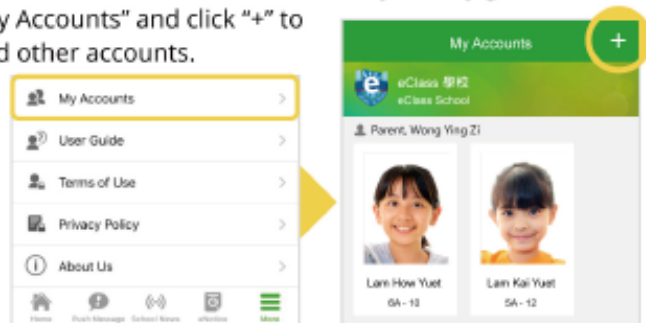 y Accounts” and click “+” to
d other accounts.
My Accounts
User Guide
Terms of Use
Privacy Policy
About Us
Home
Push Message
School News
eNotice
More
My Accounts
+
eClass 學校
eClass School
Parent, Wong Ying Zi
Lam How Yuet
6A - 10
Lam Kai Yuet
5A - 12